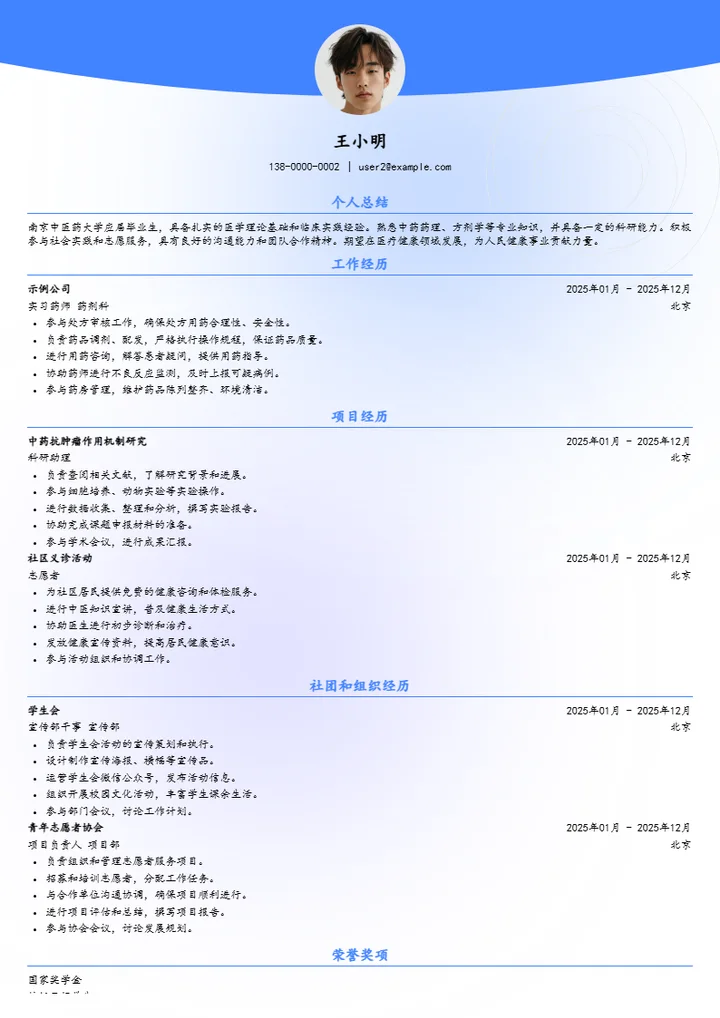 王小明
138-0000-0002 | user2@example.com
个人总结
南京中医药大学应届毕业生，具备扎实的医学理论基础和临床实践经验。熟悉中药药理、方剂学等专业知识，并具备一定的科研能力。积极
参与社会实践和志愿服务，具有良好的沟通能力和团队合作精神。期望在医疗健康领域发展，为人民健康事业贡献力量。
工作经历
示例公司 2025年01月 - 2025年12月
实习药师 药剂科 北京
• 参与处方审核工作，确保处方用药合理性、安全性。
• 负责药品调剂、配发，严格执行操作规程，保证药品质量。
• 进行用药咨询，解答患者疑问，提供用药指导。
• 协助药师进行不良反应监测，及时上报可疑病例。
• 参与药房管理，维护药品陈列整齐、环境清洁。
项目经历
中药抗肿瘤作用机制研究 2025年01月 - 2025年12月
科研助理 北京
• 负责查阅相关文献，了解研究背景和进展。
• 参与细胞培养、动物实验等实验操作。
• 进行数据收集、整理和分析，撰写实验报告。
• 协助完成课题申报材料的准备。
• 参与学术会议，进行成果汇报。
社区义诊活动 2025年01月 - 2025年12月
志愿者 北京
• 为社区居民提供免费的健康咨询和体检服务。
• 进行中医知识宣讲，普及健康生活方式。
• 协助医生进行初步诊断和治疗。
• 发放健康宣传资料，提高居民健康意识。
• 参与活动组织和协调工作。
社团和组织经历
学生会 2025年01月 - 2025年12月
宣传部干事 宣传部 北京
• 负责学生会活动的宣传策划和执行。
• 设计制作宣传海报、横幅等宣传品。
• 运营学生会微信公众号，发布活动信息。
• 组织开展校园文化活动，丰富学生课余生活。
• 参与部门会议，讨论工作计划。
青年志愿者协会 2025年01月 - 2025年12月
项目负责人 项目部 北京
• 负责组织和管理志愿者服务项目。
• 招募和培训志愿者，分配工作任务。
• 与合作单位沟通协调，确保项目顺利进行。
• 进行项目评估和总结，撰写项目报告。
• 参与协会会议，讨论发展规划。
荣誉奖项
国家奖学金